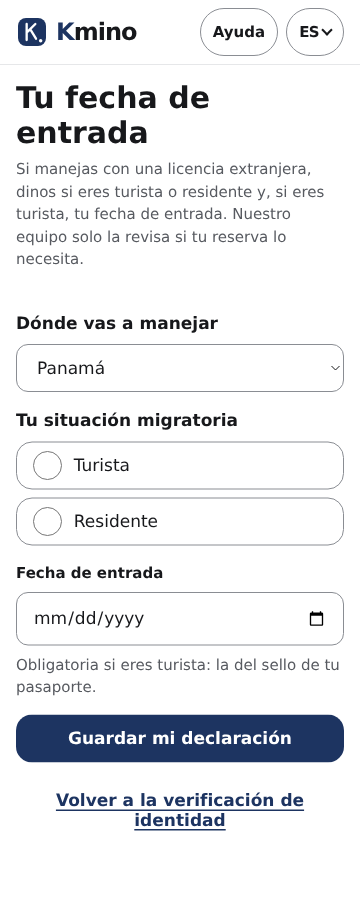 K. Kmino
Ayuda
ES
Tu fecha de
entrada
Si manejas con una licencia extranjera,
dinos si eres turista o residente y, si eres
turista, tu fecha de entrada. Nuestro
equipo solo la revisa si tu reserva lo
necesita.
Dónde vas a manejar
Panamá
Tu situación migratoria
Turista
Residente
Fecha de entrada
mm/dd/yyyy
Obligatoria si eres turista: la del sello de tu
pasaporte.
Guardar mi declaración
Volver a la verificación de
identidad